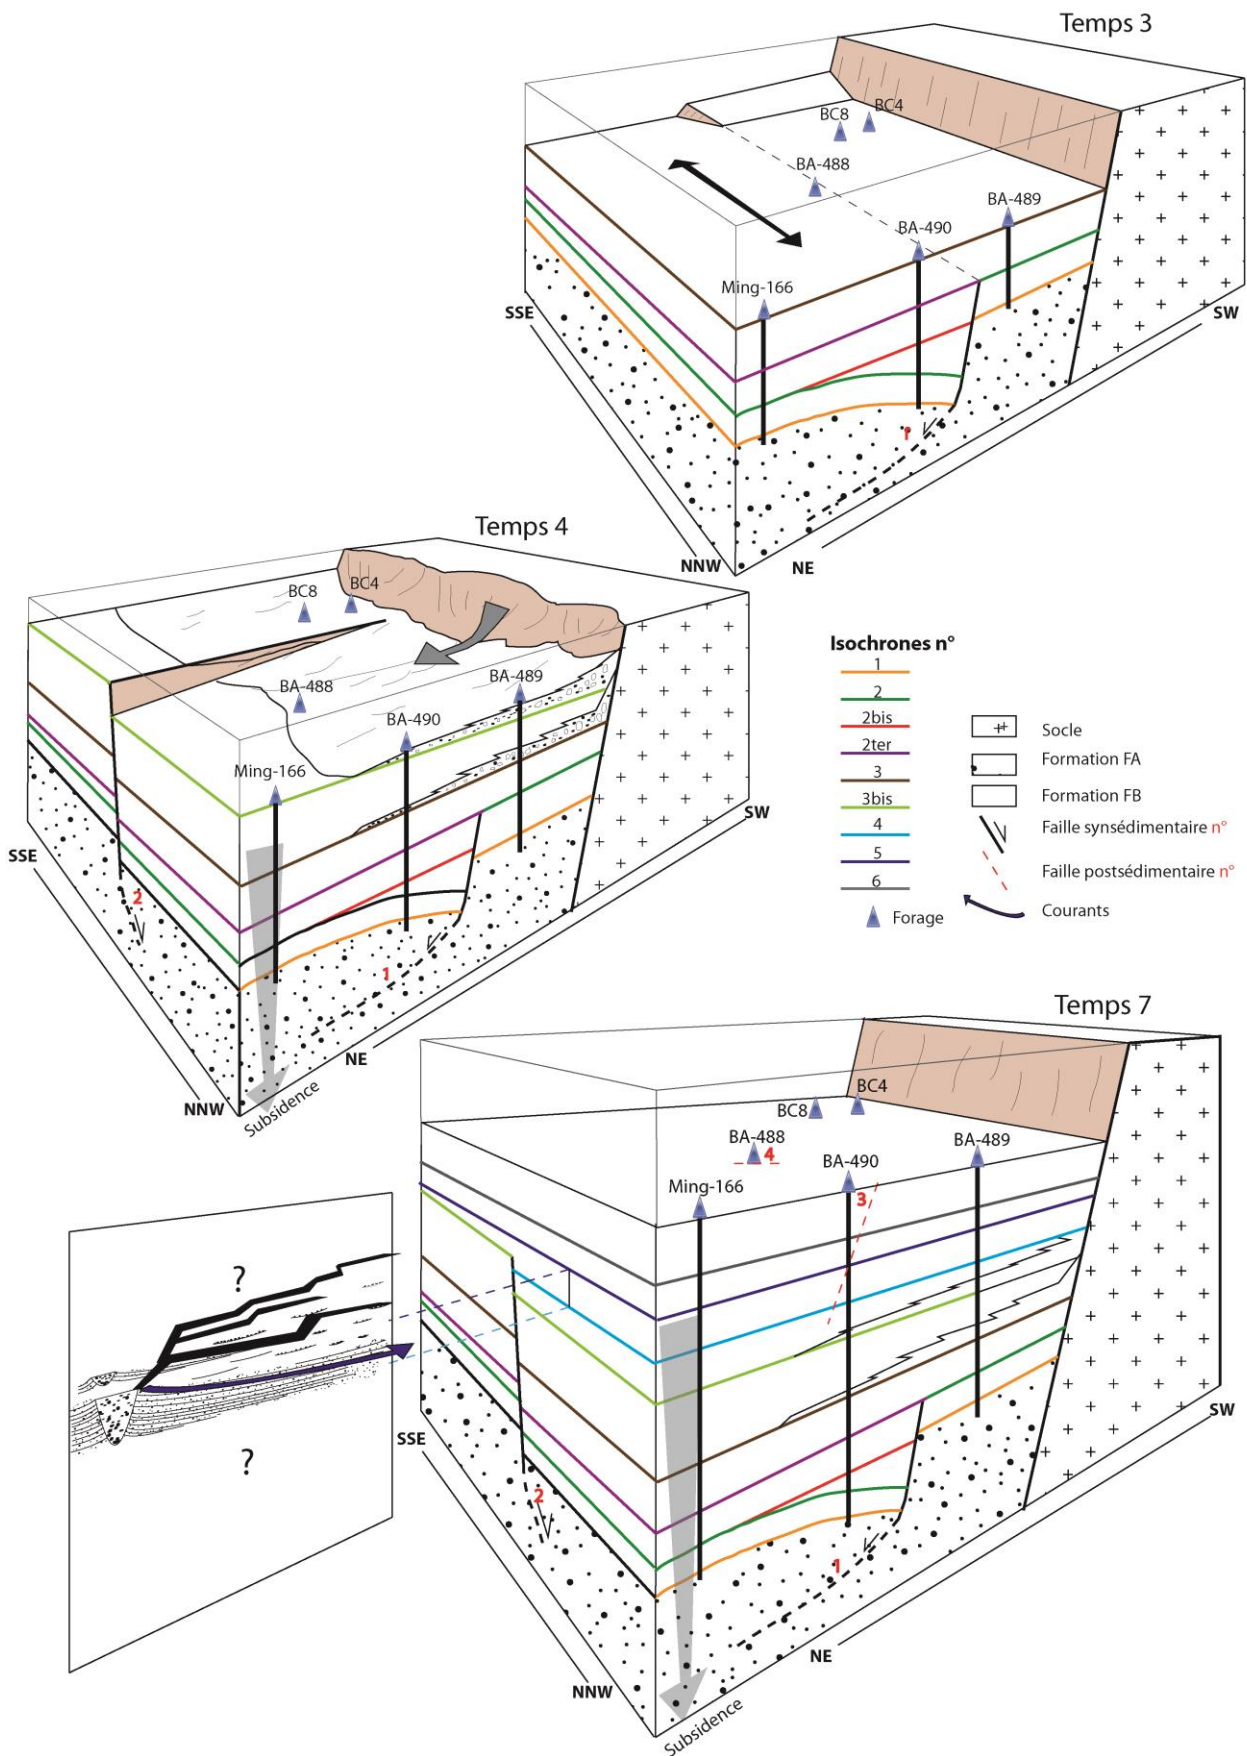 Temps 3
BC8
BC4
BA-488
BA-489
BA-490
Ming-166
SSE
SW
1
NNW
NE
Temps 4
BC8
BC4
BA-488
BA-489
BA-490
Ming-166
SSE
SW
2
1
NE
NNW
Subsidence
Isochrones n°
1
2
2bis
2ter
3
3bis
4
5
6
Forage
Socle
Formation FA
Formation FB
Faille synsédimentaire n°
Faille postsédimentaire n°
Courants
Temps 7
BC8
BC4
BA-488
4
BA-489
BA-490
3
Ming-166
?
?
SSE
SW
2
1
NE
NNW
Subsidence